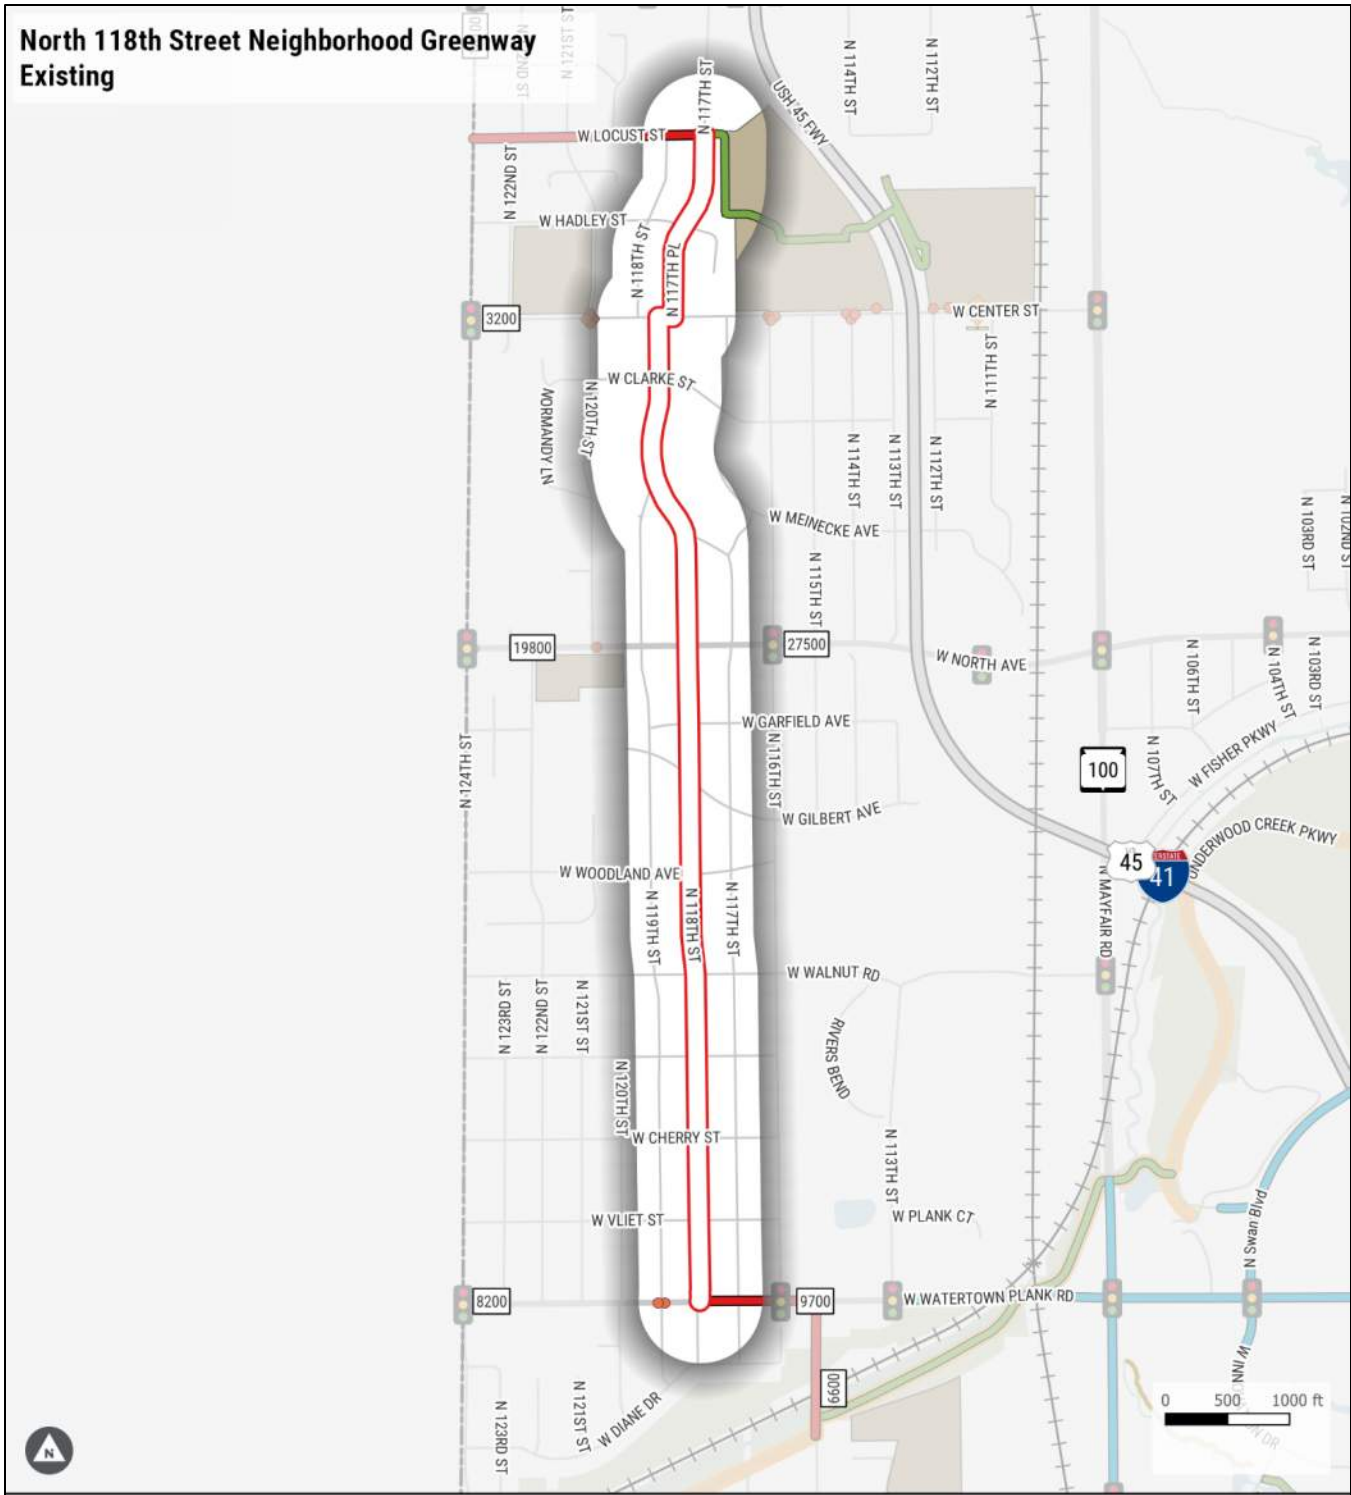 North 118th Street Neighborhood Greenway
Existing
N 121ST ST
N 117TH ST
USH 45 FWY
N 114TH ST
N 112TH ST
W LOCUST ST
N 122ND ST
W HADLEY ST
N 118TH ST
N 117TH PL
3200
W CENTER ST
N 111TH ST
W CLARKE ST
NORMANDY LN
N 120TH ST
N 114TH ST
N 113TH ST
N 112TH ST
W MEINECKE AVE
N 103RD ST
N 102ND ST
N 115TH ST
19800
27500
W NORTH AVE
N 106TH ST
N 104TH ST
N 103RD ST
W GARFIELD AVE
N 124TH ST
N 116TH ST
100
N 107TH ST
W FISHER PKWY
W GILBERT AVE
UNDERWOOD CREEK PKWY
45
41
W WOODLAND AVE
N MAYFAIR RD
N 119TH ST
N 118TH ST
N 117TH ST
W WALNUT RD
N 123RD ST
N 122ND ST
N 121ST ST
RIVERS BEND
N 120TH ST
W CHERRY ST
N 113TH ST
W VLIET ST
W PLANK CT
N Swan Blvd
8200
9700
W WATERTOWN PLANK RD
6600
N 123RD ST
N 121ST ST
W DIANE DR
0 500 1000 ft
N